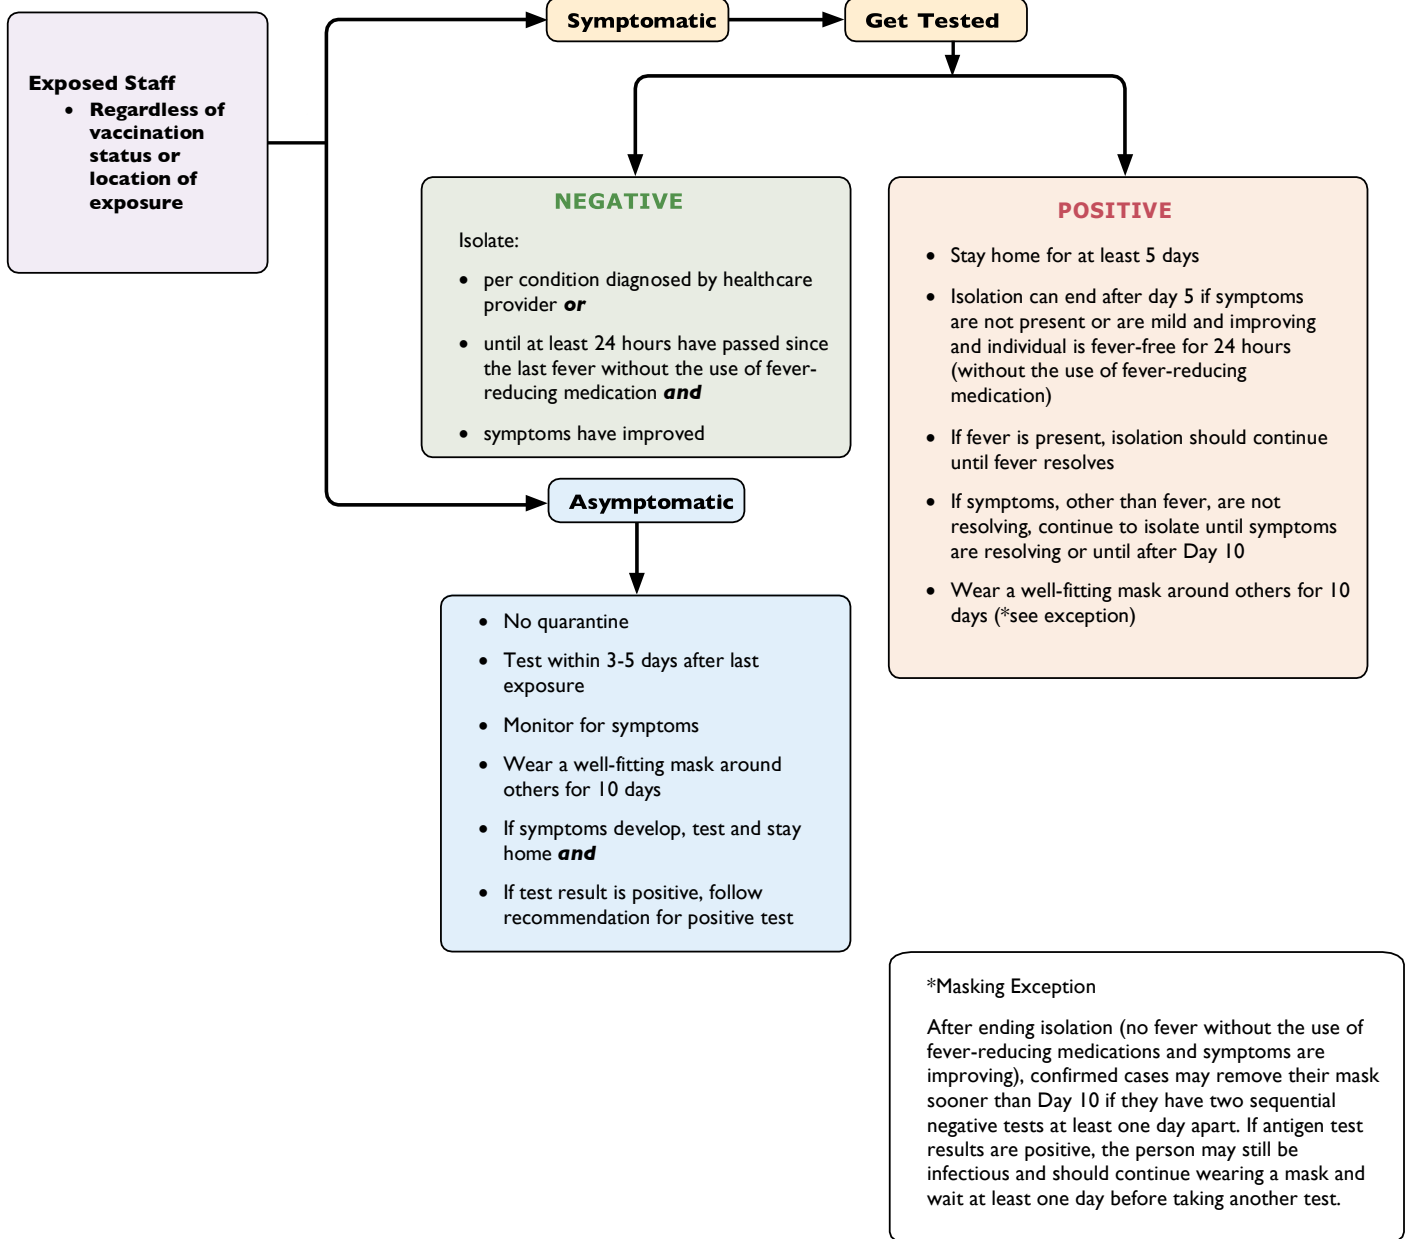 Exposed Staff
• Regardless of
vaccination
status or
location of
exposure
Symptomatic
Get Tested
NEGATIVE
Isolate:
• per condition diagnosed by healthcare
provider or
• until at least 24 hours have passed since
the last fever without the use of fever-
reducing medication and
• symptoms have improved
POSITIVE
• Stay home for at least 5 days
• Isolation can end after day 5 if symptoms
are not present or are mild and improving
and individual is fever-free for 24 hours
(without the use of fever-reducing
medication)
• If fever is present, isolation should continue
until fever resolves
• If symptoms, other than fever, are not
resolving, continue to isolate until symptoms
are resolving or until after Day 10
• Wear a well-fitting mask around others for 10
days (*see exception)
Asymptomatic
• No quarantine
• Test within 3-5 days after last
exposure
• Monitor for symptoms
• Wear a well-fitting mask around
others for 10 days
• If symptoms develop, test and stay
home and
• If test result is positive, follow
recommendation for positive test
*Masking Exception
After ending isolation (no fever without the use of
fever-reducing medications and symptoms are
improving), confirmed cases may remove their mask
sooner than Day 10 if they have two sequential
negative tests at least one day apart. If antigen test
results are positive, the person may still be
infectious and should continue wearing a mask and
wait at least one day before taking another test.